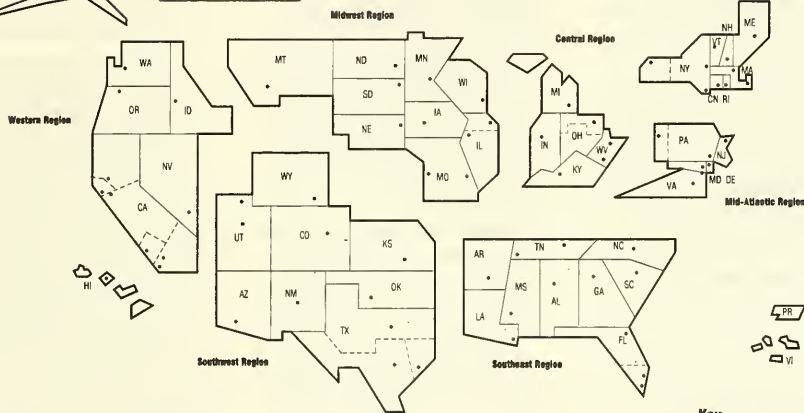 Midwest Region
Central Region
Western Region
Mid-Atlantic Region
Southwest Region
Southeast Region
WA
OR
ID
NV
CA
HI
MT
ND
SD
NE
MN
IA
WI
IL
MO
WY
UT
CO
KS
AZ
NM
OK
TX
MI
IN
OH
WV
KY
NH
ME
VT
NY
MA
CN RI
PA
NJ
MD DE
VA
AR
TN
NC
LA
MS
AL
GA
SC
FL
PR
VI
Key